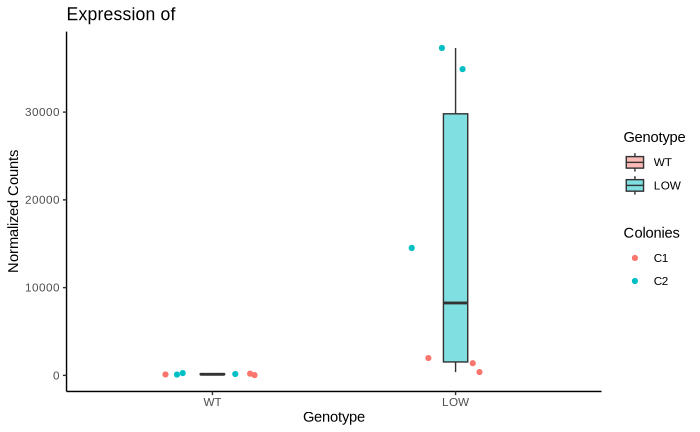 Expression of
Normalized Counts
30000
20000
10000
0
WT
LOW
Genotype
Genotype
WT
LOW
Colonies
C1
C2